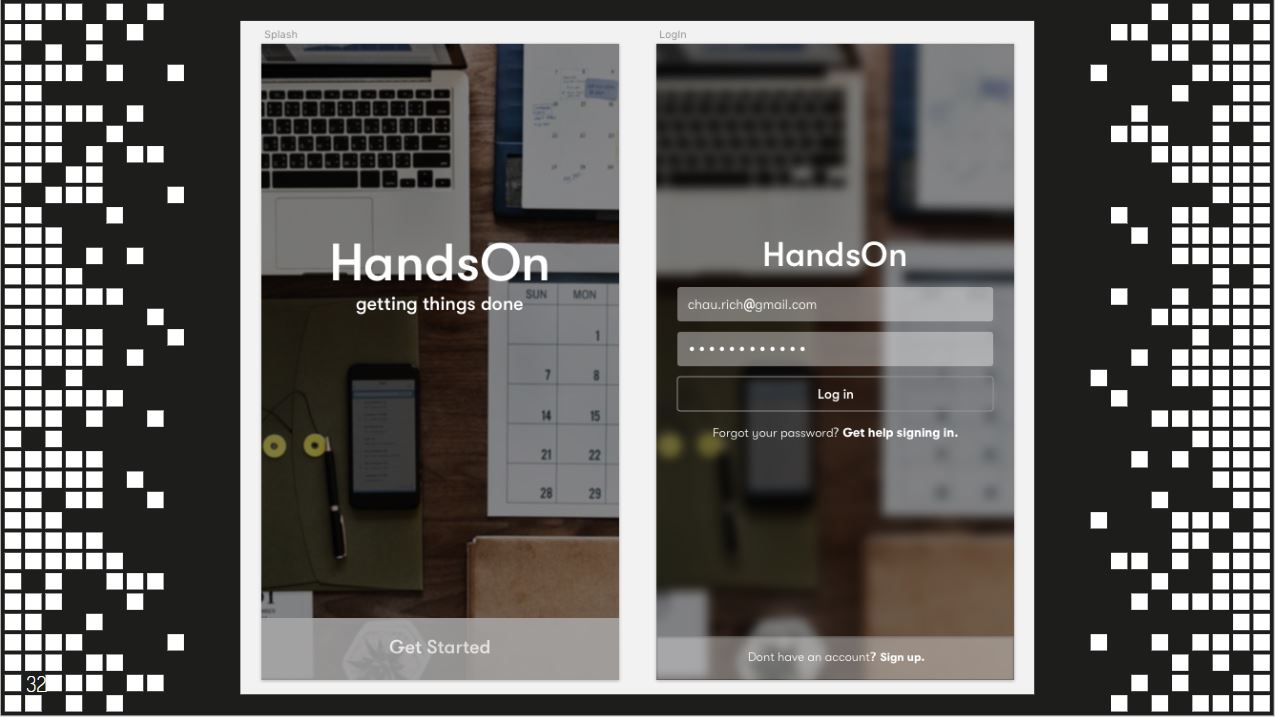 Splash
LogIn
HandsOn
getting things done
SUN MON
1
7 8
14 15
21 22
28 29
Get Started
HandsOn
chau.rich@gmail.com
••••••••••••
Log in
Forgot your password? Get help signing in.
Dont have an account? Sign up.
32